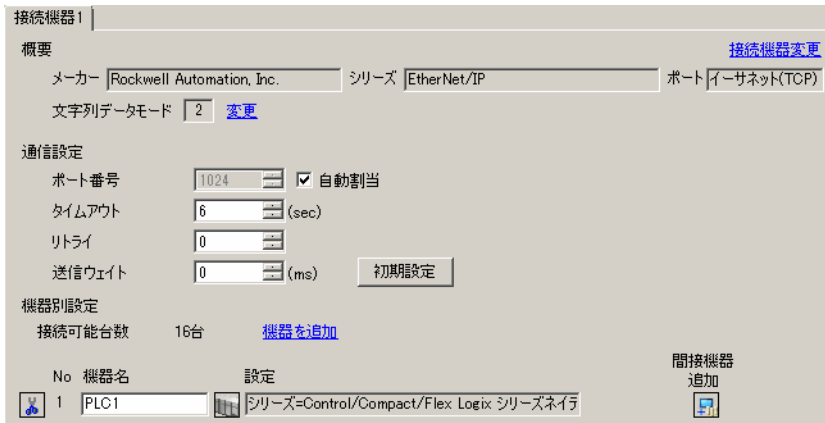 接続機器1
概要 接続機器変更
メーカー Rockwell Automation, Inc. シリーズ EtherNet/IP ポート イーサネット(TCP)
文字列データモード 2 変更
通信設定
ポート番号 1024 自動割当
タイムアウト 6 (sec)
リトライ 0
送信ウェイト 0 (ms) 初期設定
機器別設定
接続可能台数 16台 機器を追加
間接機器
No 機器名 設定 追加
1 PLC1 シリーズ=Control/Compact/Flex Logix シリーズネイテ